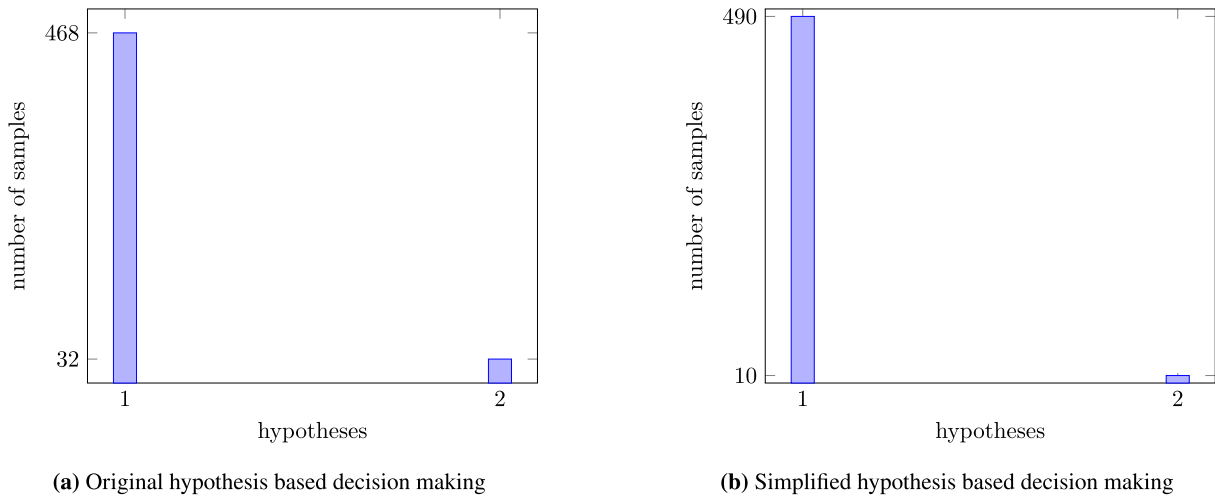 468
number of samples
32
1
2
hypotheses
(a) Original hypothesis based decision making
490
number of samples
10
1
2
hypotheses
(b) Simplified hypothesis based decision making